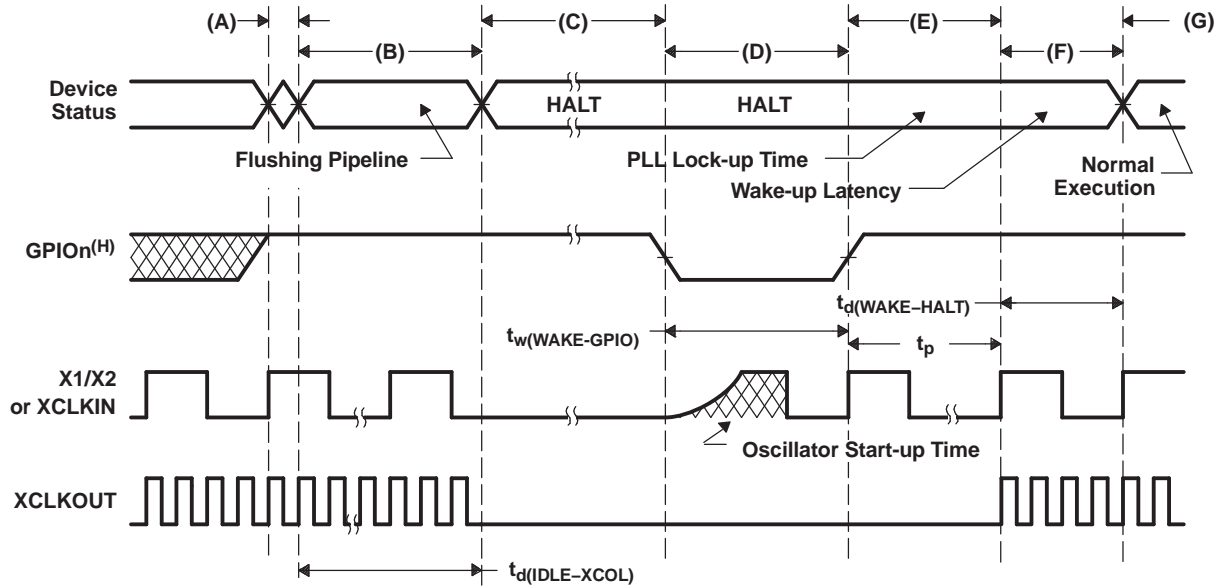 (A)
(C)
(E)
(G)
(B)
(D)
(F)
Device
Status
HALT
HALT
Flushing Pipeline
PLL Lock-up Time
Wake-up Latency
Normal
Execution
GPIOn(H)
td(WAKE–HALT)
tw(WAKE-GPIO)
tp
X1/X2
or XCLKIN
Oscillator Start-up Time
XCLKOUT
td(IDLE–XCOL)